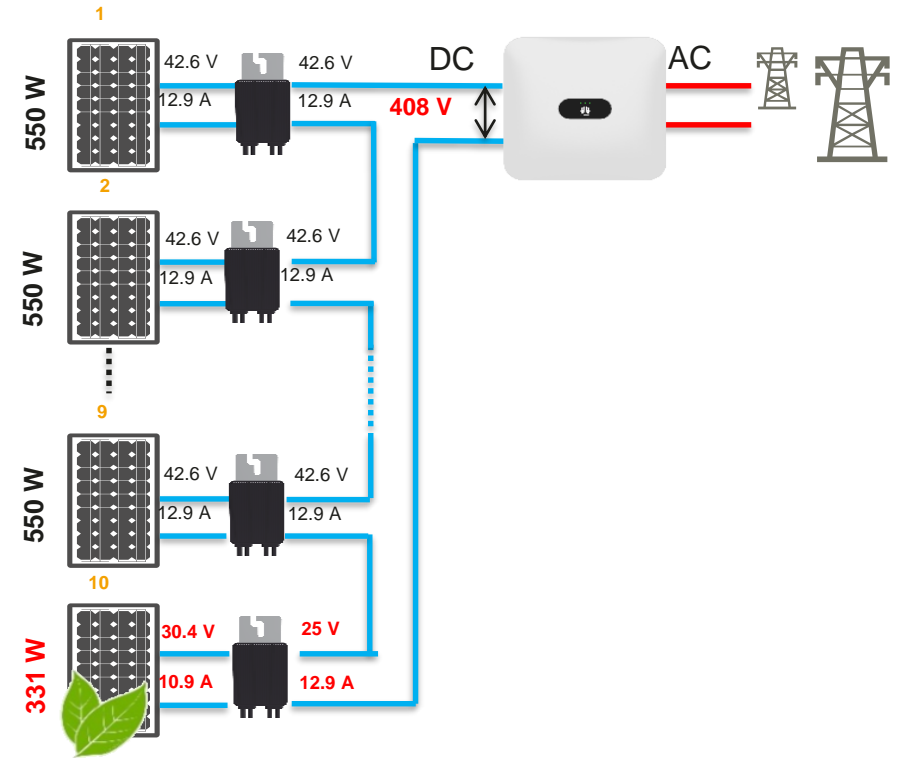 1
42.6 V
42.6 V
DC
AC
12.9 A
12.9 A
408 V
550 W
2
42.6 V
42.6 V
12.9 A
12.9 A
550 W
9
42.6 V
42.6 V
12.9 A
12.9 A
550 W
10
30.4 V
25 V
10.9 A
12.9 A
331 W